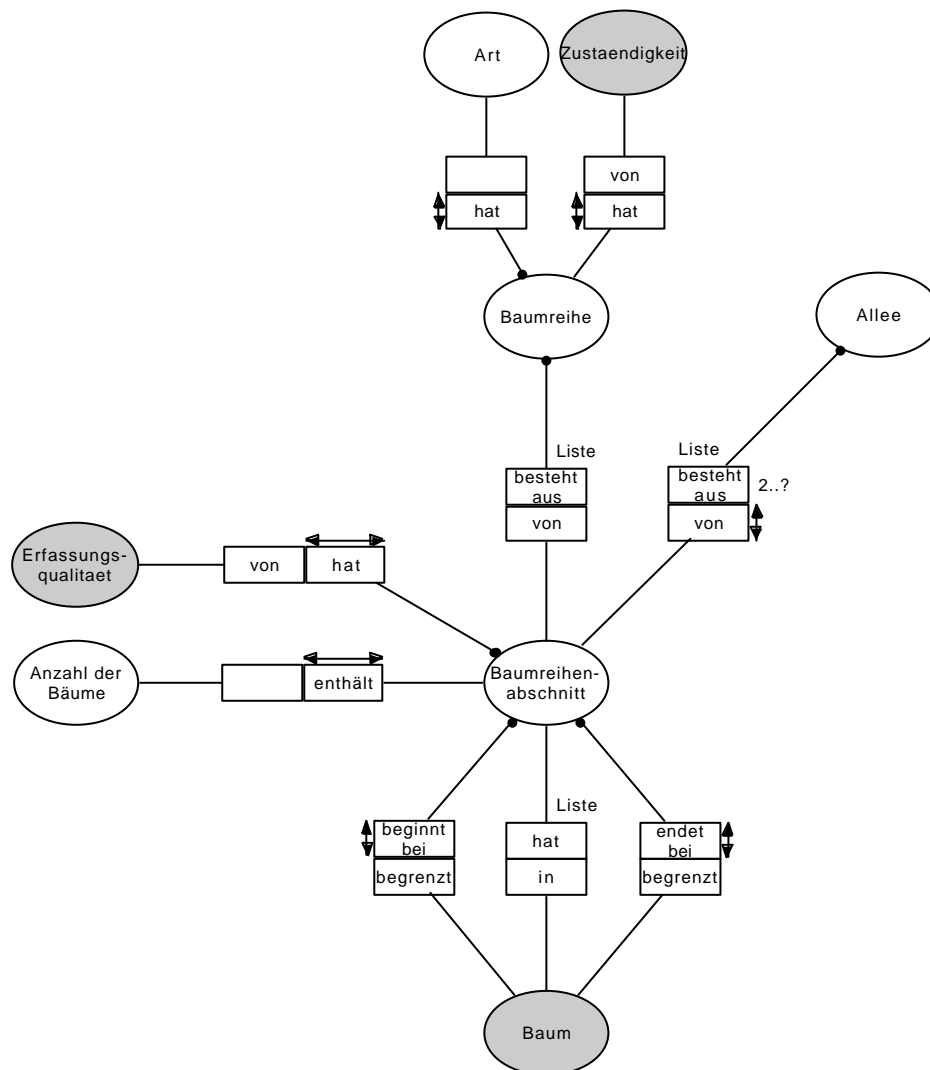 Art
Zustaendigkeit
von
hat
hat
Baumreihe
Allee
Liste
Liste
besteht
aus
von
besteht
aus
2..?
von
Erfassungs-
qualitaet
von
hat
Anzahl der
Bäume
enthält
Baumreihen-
abschnitt
Liste
beginnt
bei
begrenzt
hat
in
endet
bei
begrenzt
Baum